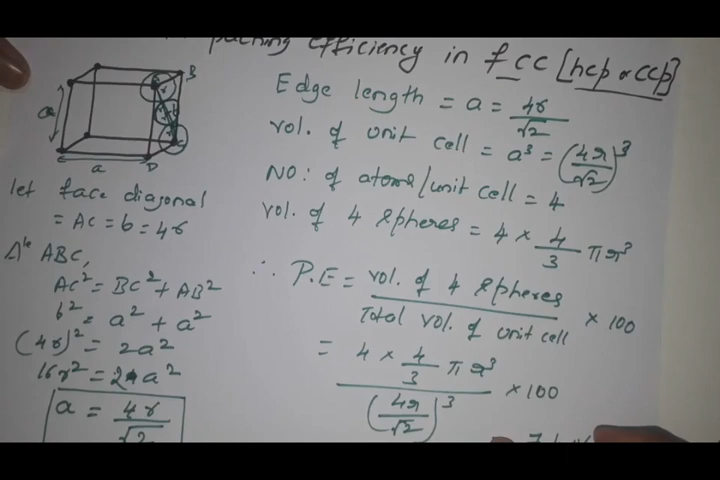 packing efficiency in fCC [hcp or ccp]
B
A
C
D
a
a
let face diagonal
= AC = b = 4r
Δle ABC,
AC² = BC² + AB²
b² = a² + a²
(4r)² = 2a²
16r² = 2a²
a = 4r/√2
Edge length = a = 4r/√2
vol. of unit cell = a³ = (4r/√2)³
NO: of atoms/unit cell = 4
vol. of 4 spheres = 4 × 4/3 πr³
∴ P.E = vol. of 4 spheres / Total vol. of unit cell × 100
= 4 × 4/3 πr³ / (4r/√2)³ × 100